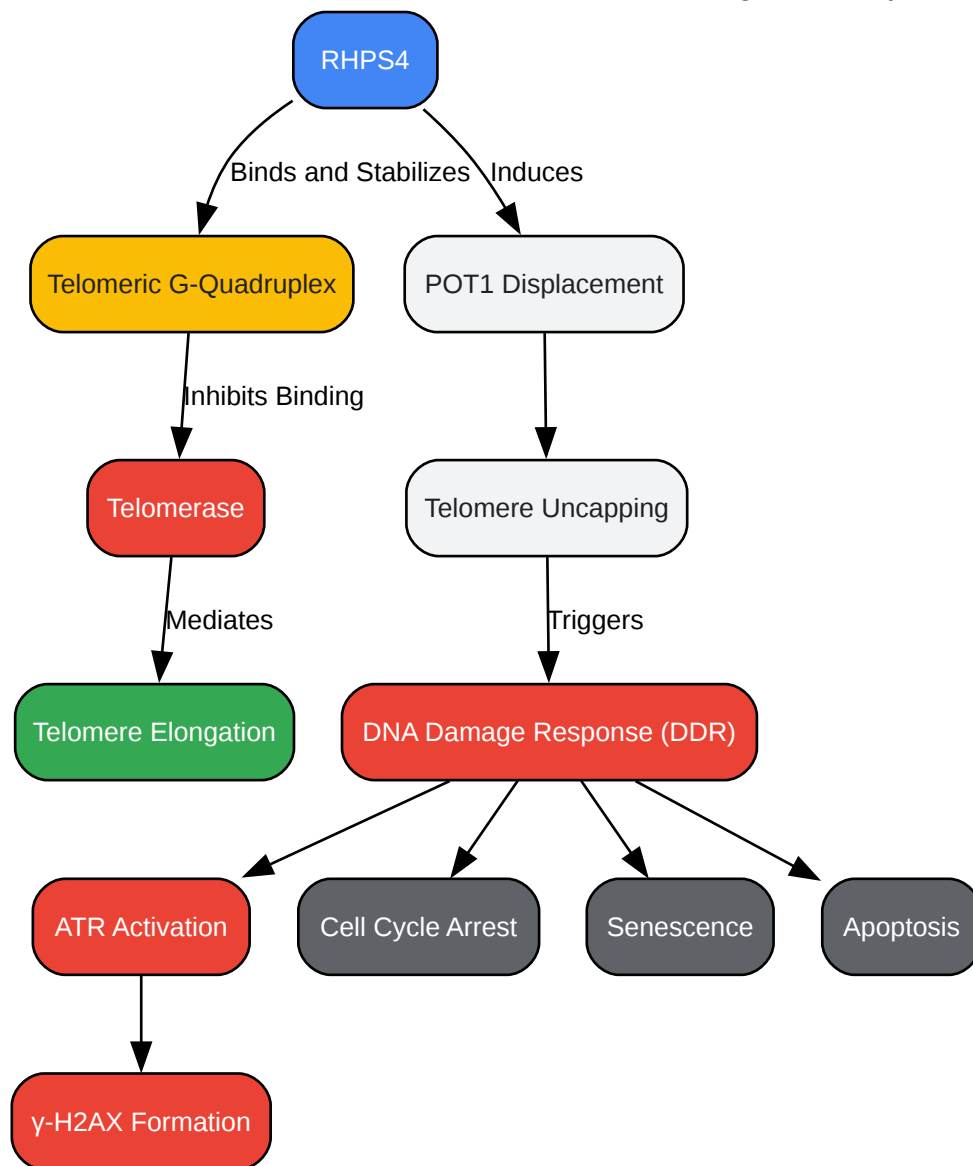 RHPS4
Binds and Stabilizes
Induces
Telomeric G-Quadruplex
POT1 Displacement
Inhibits Binding
Telomerase
Telomere Uncapping
Mediates
Triggers
Telomere Elongation
DNA Damage Response (DDR)
ATR Activation
Cell Cycle Arrest
Senescence
Apoptosis
γ-H2AX Formation